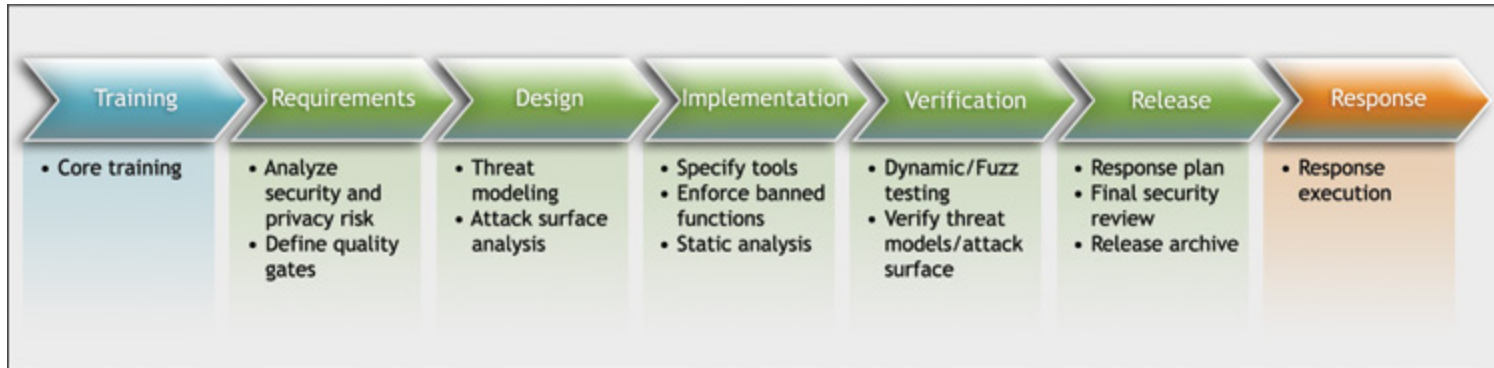 Training
• Core training
Requirements
• Analyze
security and
privacy risk
• Define quality
gates
Design
• Threat
modeling
• Attack surface
analysis
Implementation
• Specify tools
• Enforce banned
functions
• Static analysis
Verification
• Dynamic/Fuzz
testing
• Verify threat
models/attack
surface
Release
• Response plan
• Final security
review
• Release archive
Response
• Response
execution